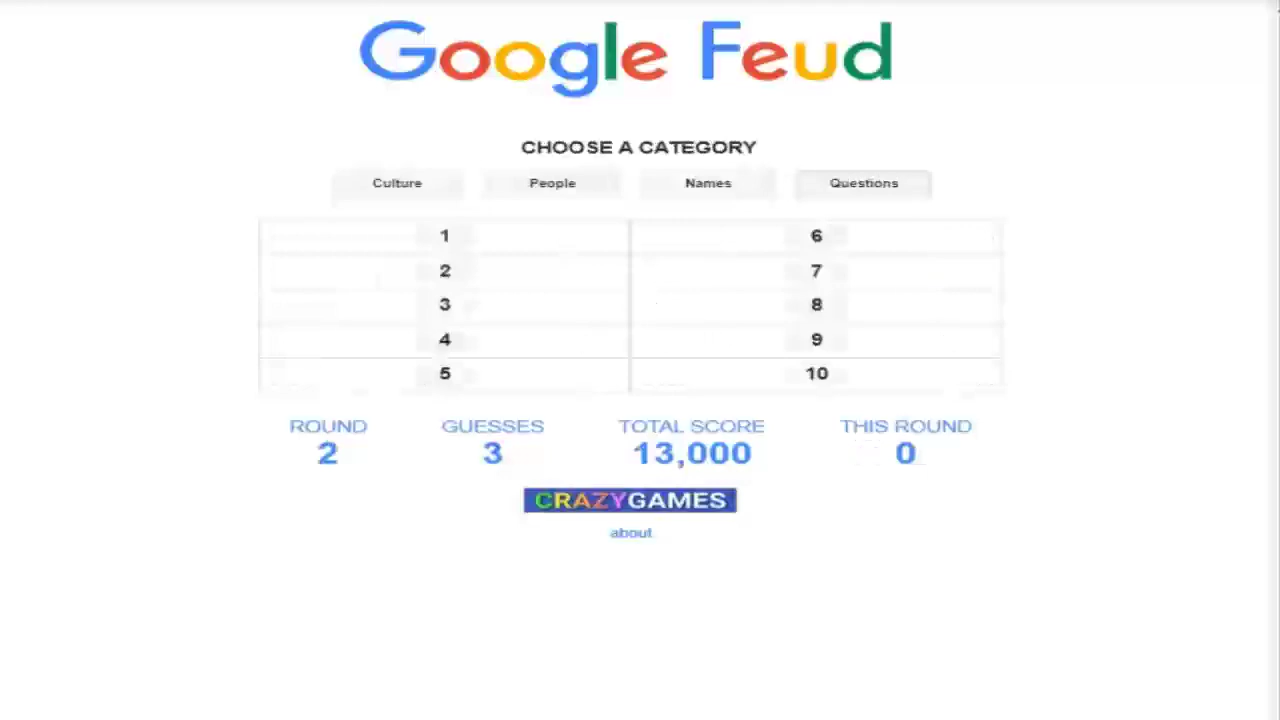 Google Feud
CHOOSE A CATEGORY
Culture People Names Questions
1 6
2 7
3 8
4 9
5 10
ROUND GUESSES TOTAL SCORE THIS ROUND
2 3 13,000 0
CRAZYGAMES
about